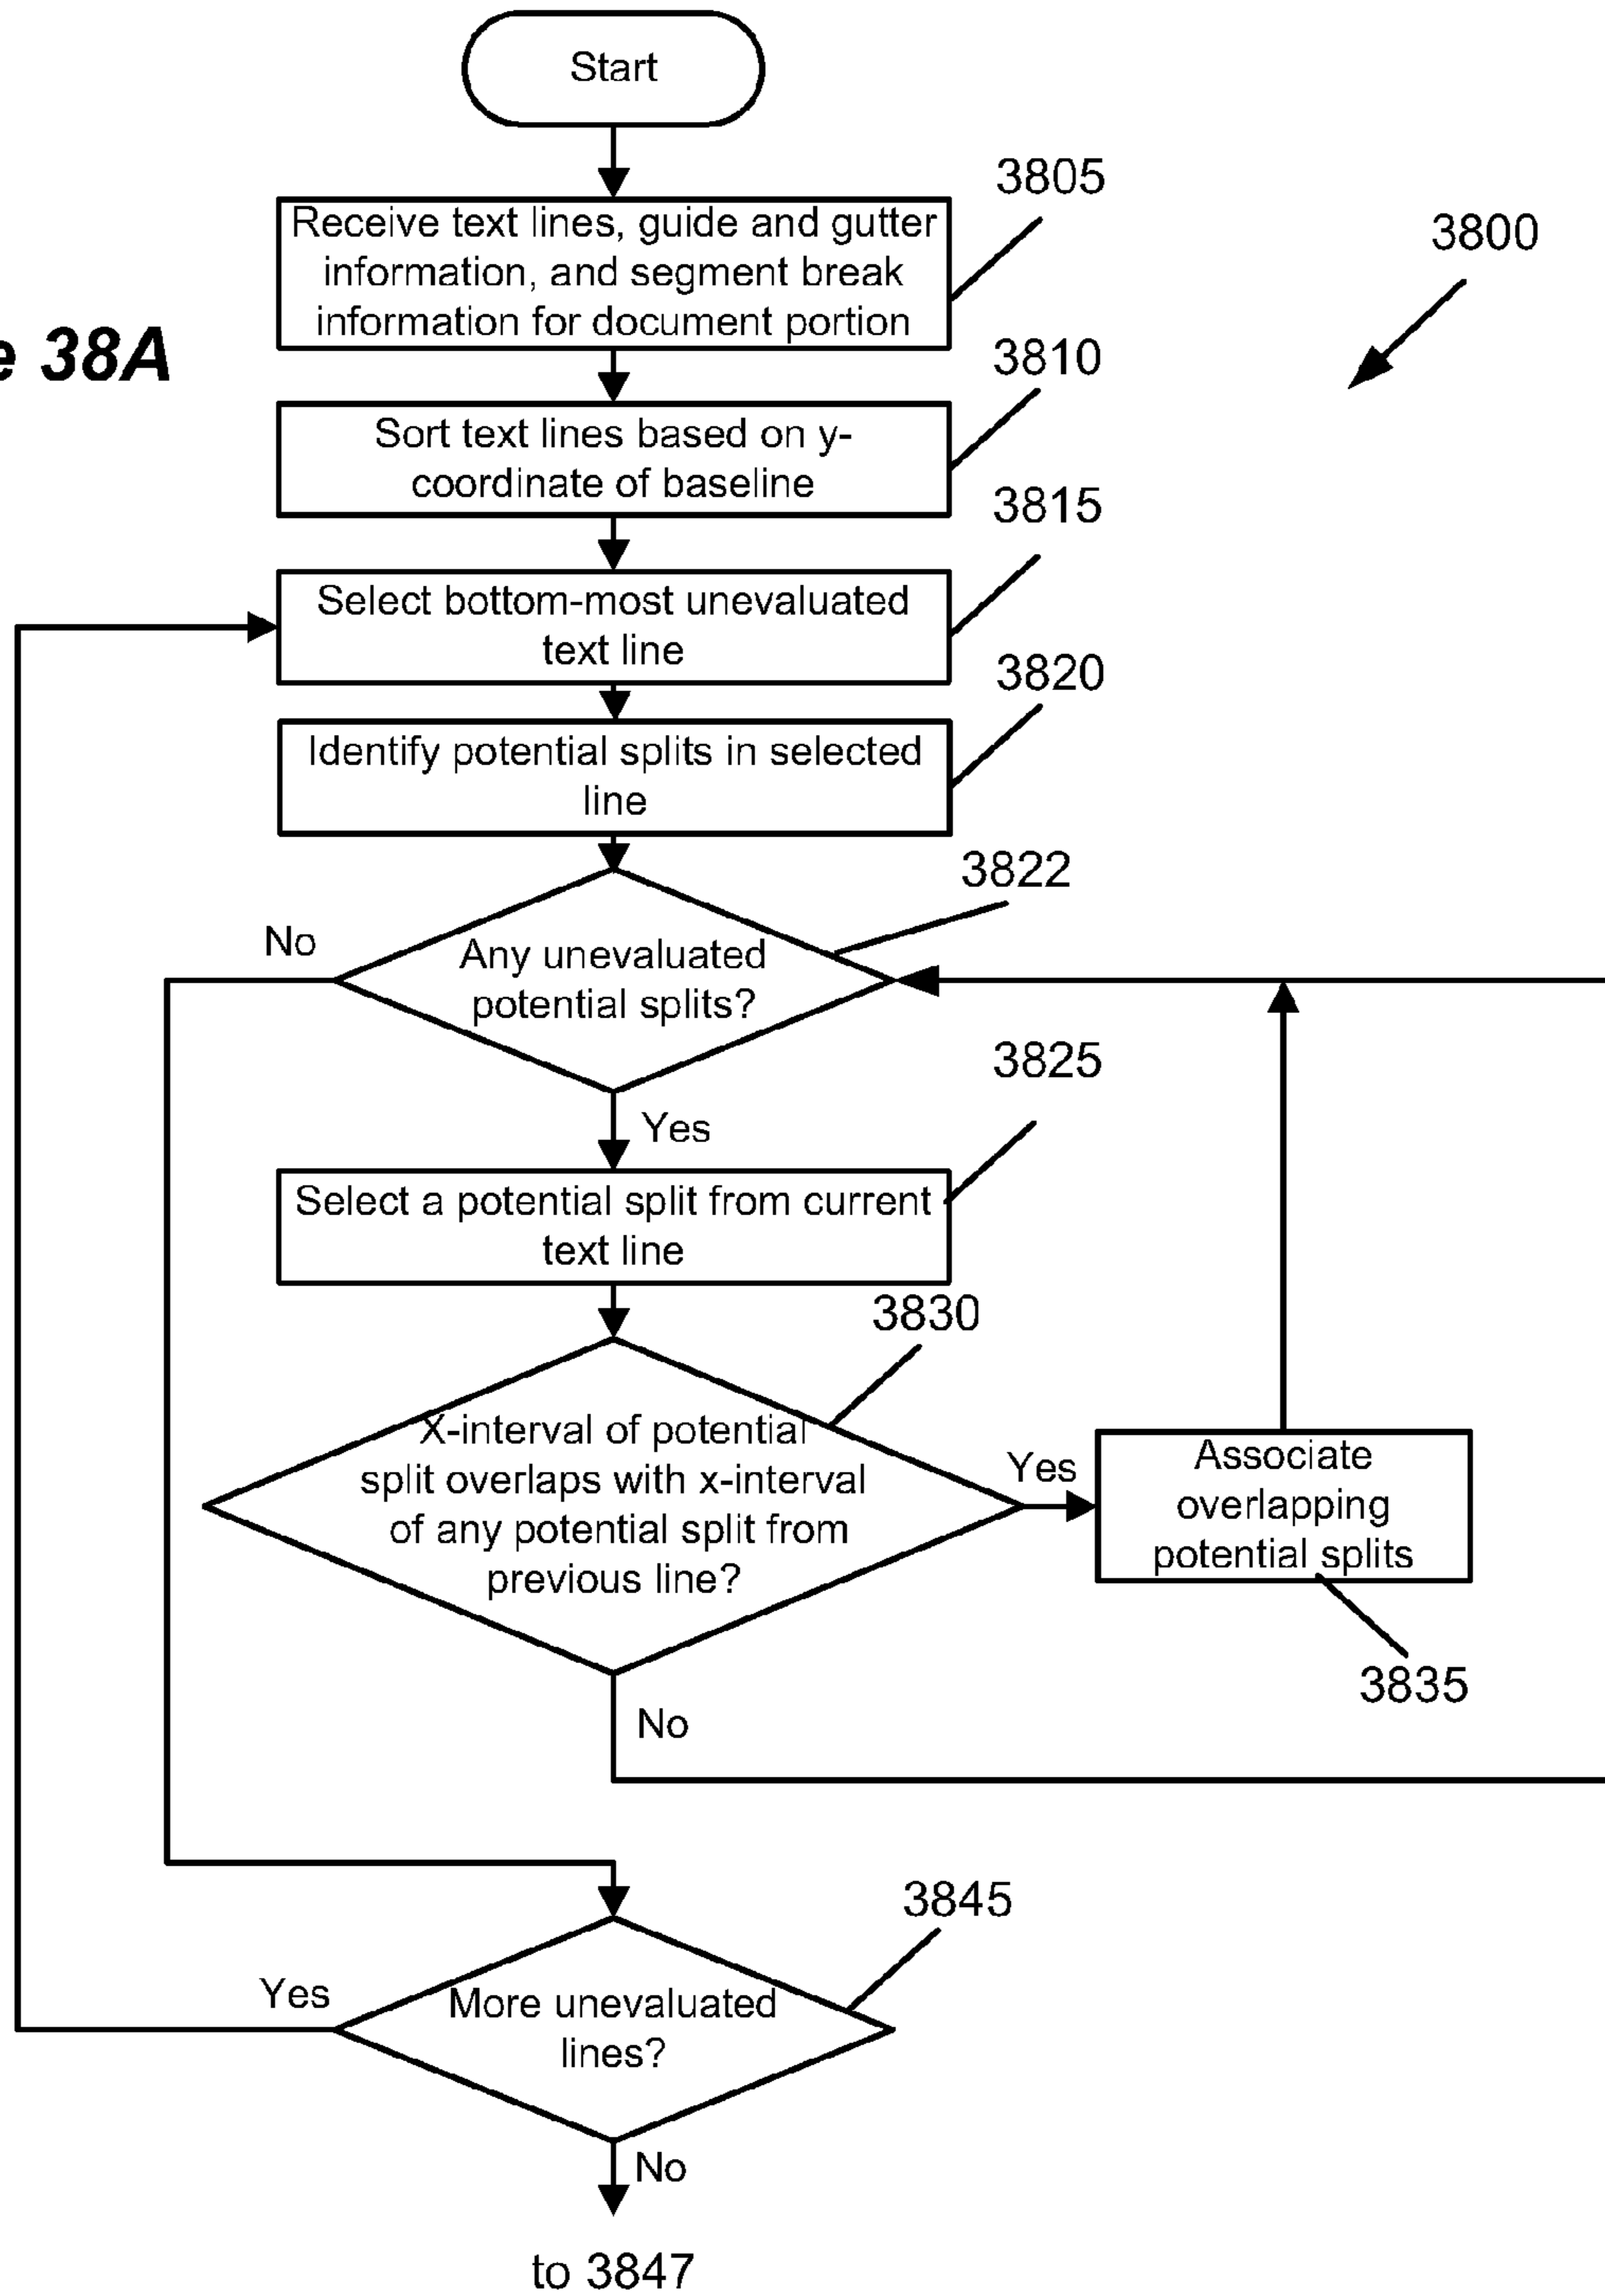 Start
3805
Receive text lines, guide and gutter
information, and segment break
information for document portion
3800
e 38A
3810
Sort text lines based on y-
coordinate of baseline
3815
Select bottom-most unevaluated
text line
3820
Identify potential splits in selected
line
3822
No
Any unevaluated
potential splits?
3825
Yes
Select a potential split from current
text line
3830
X-interval of potential
split overlaps with x-interval
of any potential split from
previous line?
Yes
Associate
overlapping
potential splits
3835
No
3845
Yes
More unevaluated
lines?
No
to 3847